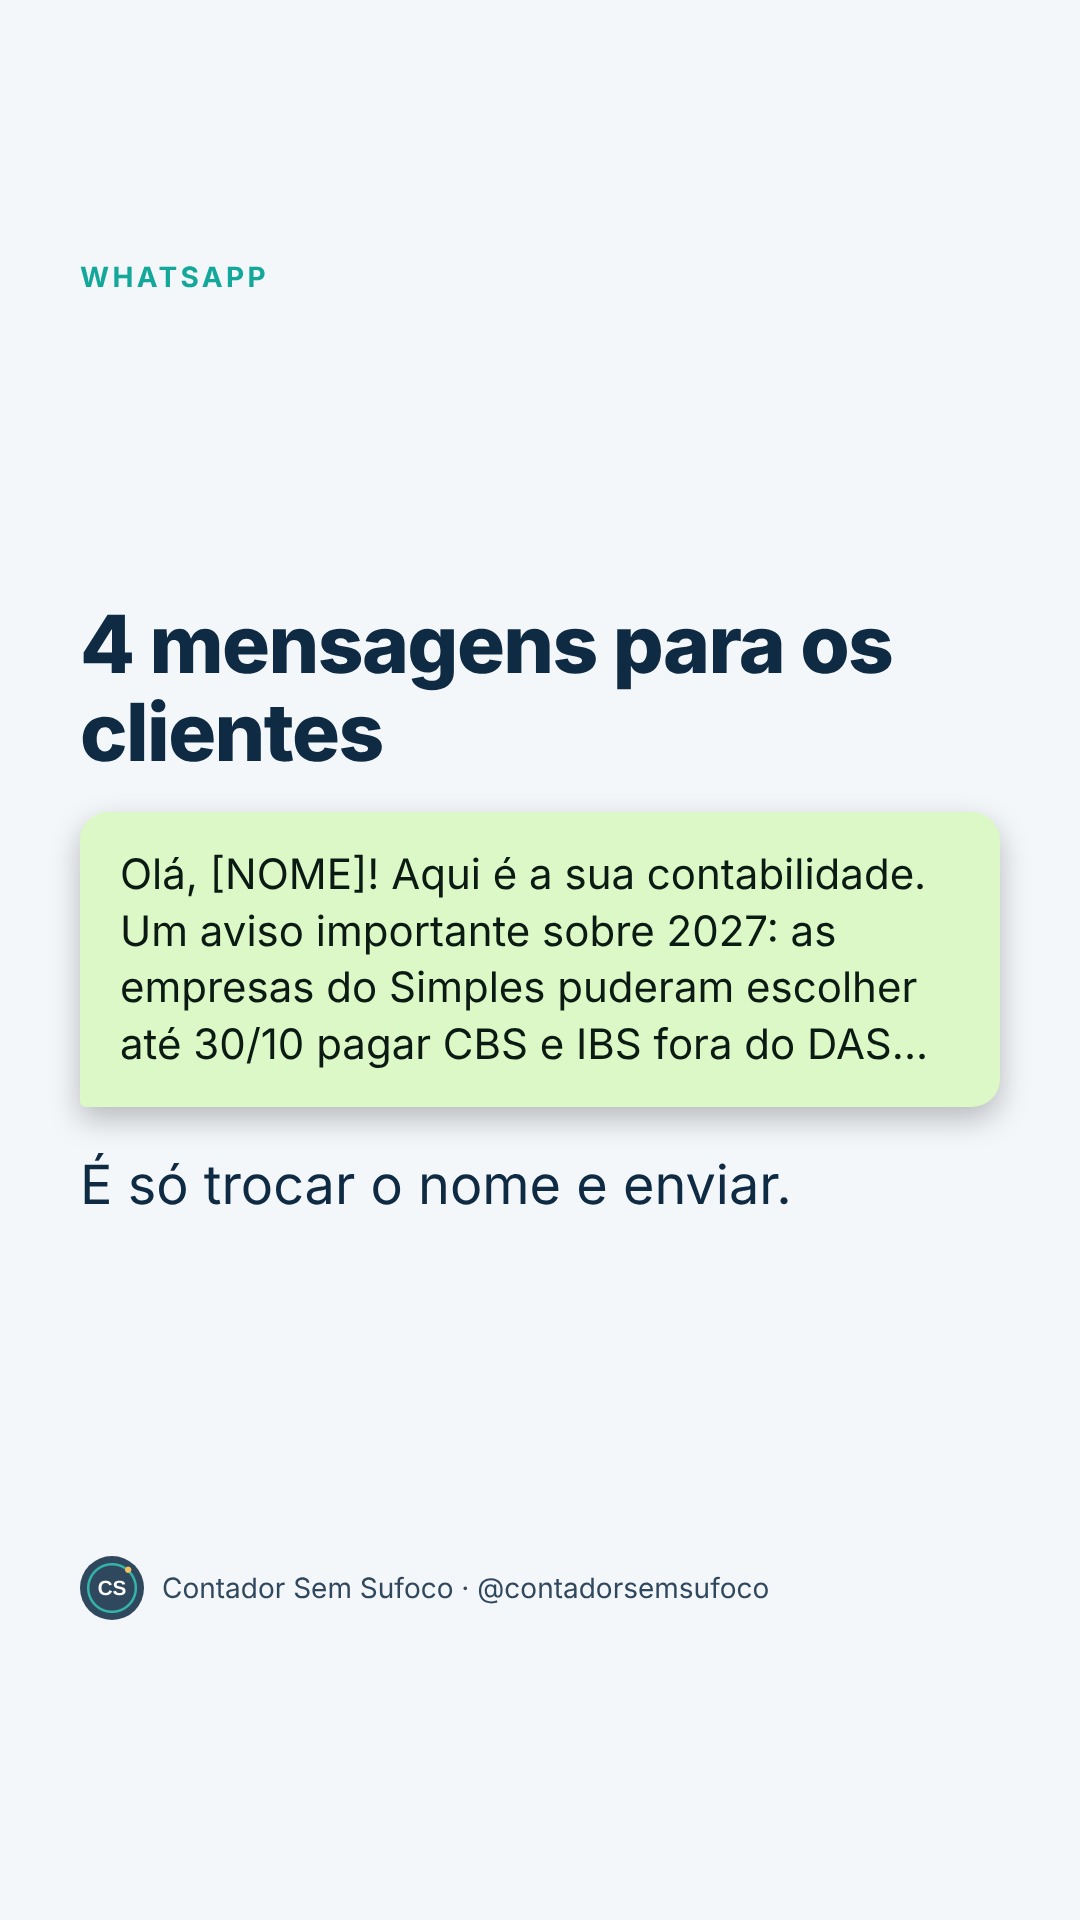 WHATSAPP
4 mensagens para os
clientes
Olá, [NOME]! Aqui é a sua contabilidade.
Um aviso importante sobre 2027: as
empresas do Simples puderam escolher
até 30/10 pagar CBS e IBS fora do DAS...
É só trocar o nome e enviar.
CS Contador Sem Sufoco · @contadorsemsufoco